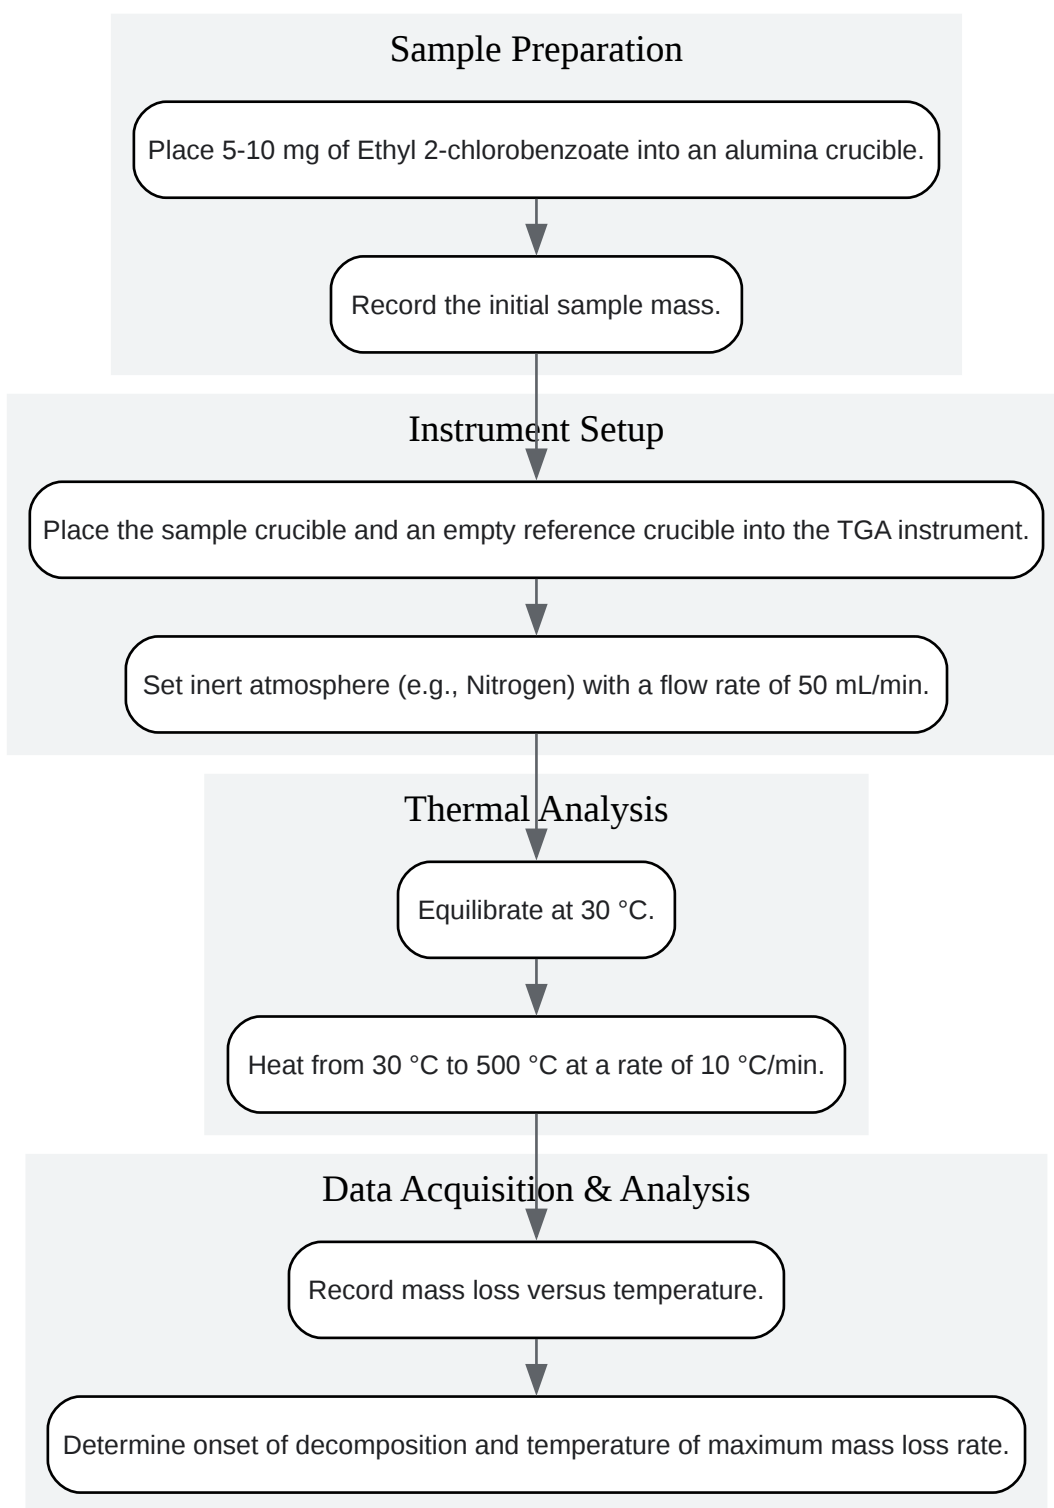 Sample Preparation
Place 5-10 mg of Ethyl 2-chlorobenzoate into an alumina crucible.
Record the initial sample mass.
Instrument Setup
Place the sample crucible and an empty reference crucible into the TGA instrument.
Set inert atmosphere (e.g., Nitrogen) with a flow rate of 50 mL/min.
Thermal Analysis
Equilibrate at 30 °C.
Heat from 30 °C to 500 °C at a rate of 10 °C/min.
Data Acquisition & Analysis
Record mass loss versus temperature.
Determine onset of decomposition and temperature of maximum mass loss rate.